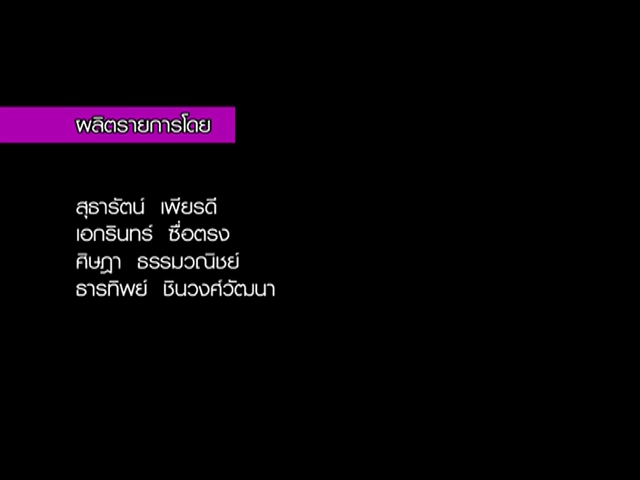 ผลิตรายการโดย
สุธารัตน์ เพียรดี
เอกรินทร์ ซื่อตรง
ศิษฎา ธรรมวณิชย์
ธารทิพย์ ชินวงศ์วัฒนา